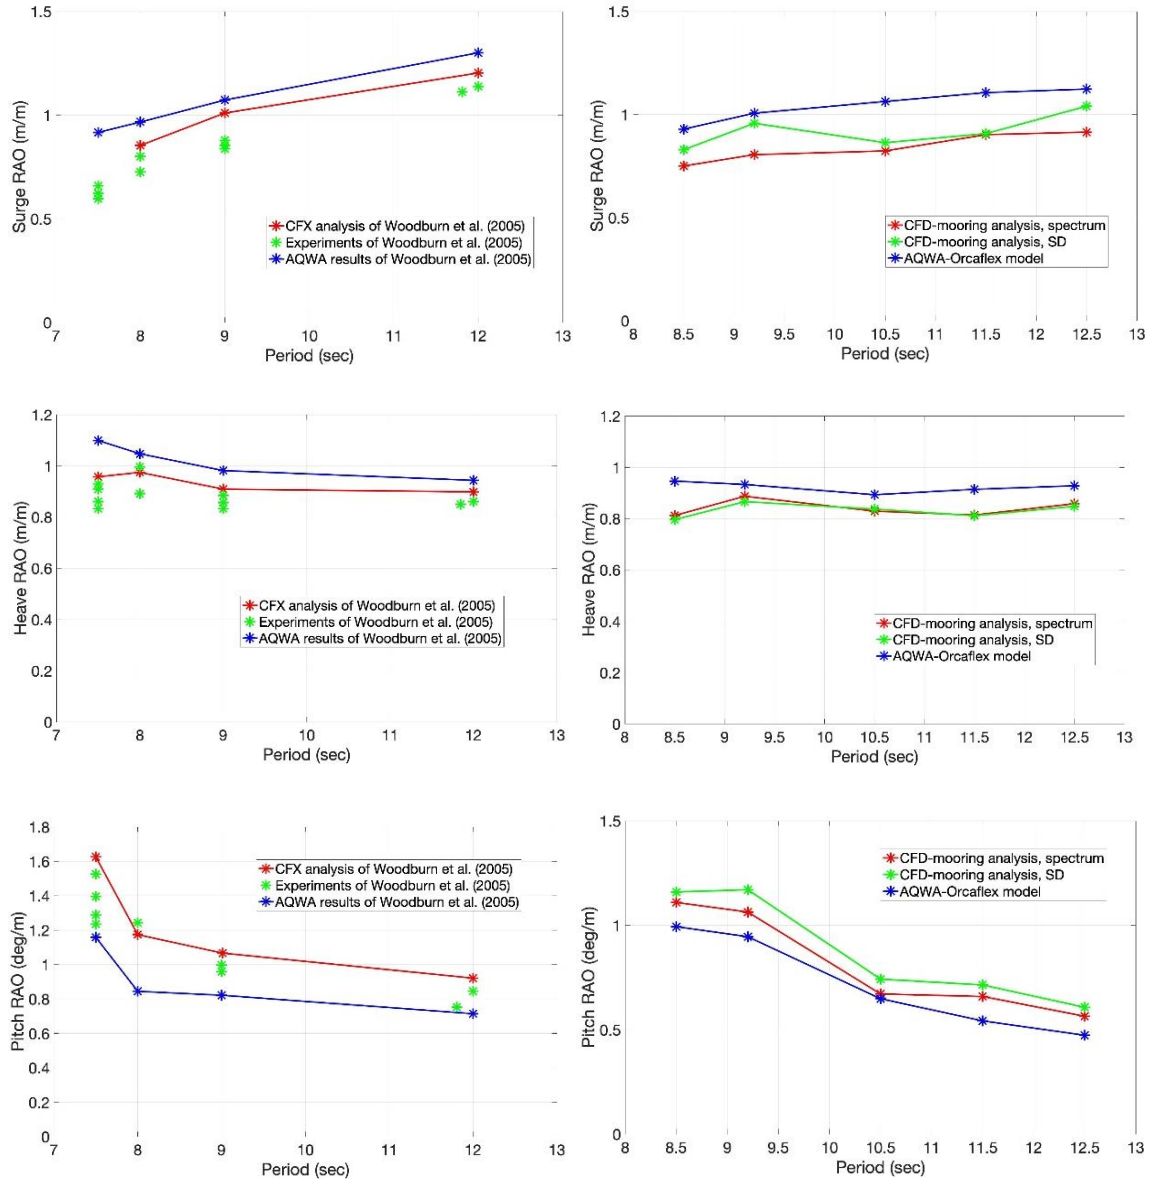 1.5
1
0.5
0
Surge RAO (m/m)
CFX analysis of Woodburn et al. (2005)
Experiments of Woodburn et al. (2005)
AQWA results of Woodburn et al. (2005)
7 8 9 10 11 12 13
Period (sec)
1.5
1
0.5
0
Surge RAO (m/m)
CFD-mooring analysis, spectrum
CFD-mooring analysis, SD
AQWA-Orcaflex model
8 8.5 9 9.5 10 10.5 11 11.5 12 12.5 13
Period (sec)
1.2
1
0.8
0.6
0.4
0.2
0
Heave RAO (m/m)
CFX analysis of Woodburn et al. (2005)
Experiments of Woodburn et al. (2005)
AQWA results of Woodburn et al. (2005)
7 8 9 10 11 12 13
Period (sec)
1.2
1
0.8
0.6
0.4
0.2
0
Heave RAO (m/m)
CFD-mooring analysis, spectrum
CFD-mooring analysis, SD
AQWA-Orcaflex model
8 8.5 9 9.5 10 10.5 11 11.5 12 12.5 13
Period (sec)
1.8
1.6
1.4
1.2
1
0.8
0.6
0.4
0.2
0
Pitch RAO (deg/m)
CFX analysis of Woodburn et al. (2005)
Experiments of Woodburn et al. (2005)
AQWA results of Woodburn et al. (2005)
7 8 9 10 11 12 13
Period (sec)
1.5
1
0.5
0
Pitch RAO (deg/m)
CFD-mooring analysis, spectrum
CFD-mooring analysis, SD
AQWA-Orcaflex model
8 8.5 9 9.5 10 10.5 11 11.5 12 12.5 13
Period (sec)